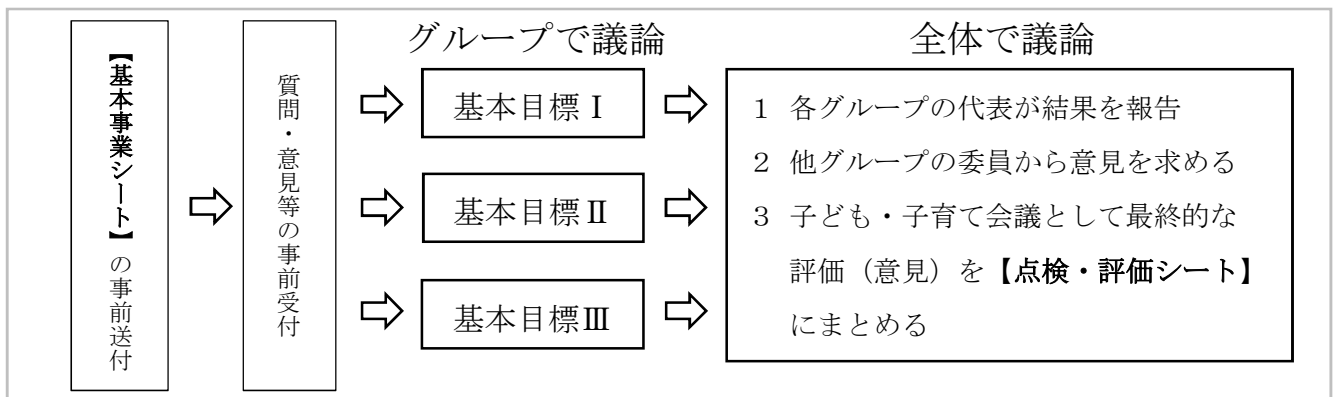 【基本事業シート】の事前送付
質問・意見等の事前受付
グループで議論
基本目標Ⅰ
基本目標Ⅱ
基本目標Ⅲ
全体で議論
1 各グループの代表が結果を報告
2 他グループの委員から意見を求める
3 子ども・子育て会議として最終的な
評価（意見）を【点検・評価シート】
にまとめる